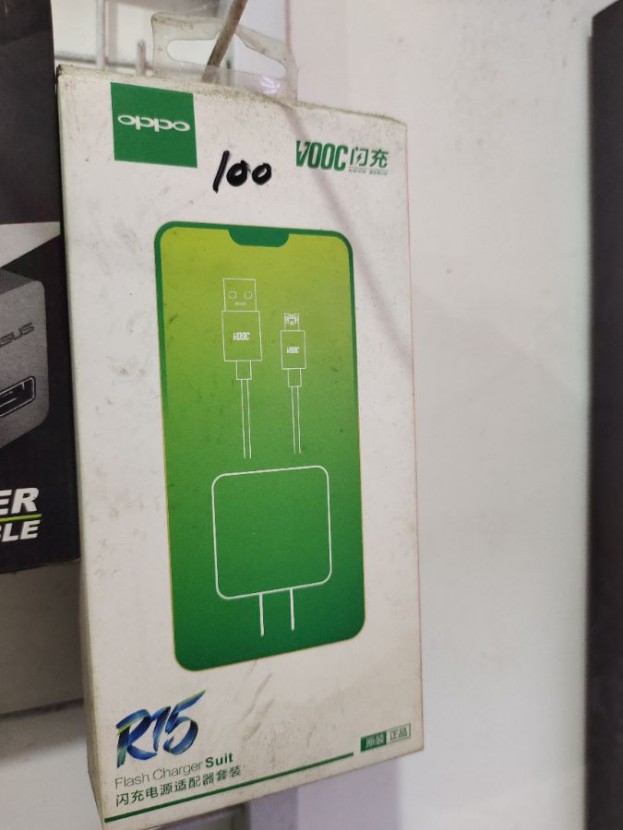 oppo
VOOC闪充
100
VOOC
VOOC
SUS
ER
LE
R15
Flash Charger Suit
闪充电源适配器套装
原装 正品